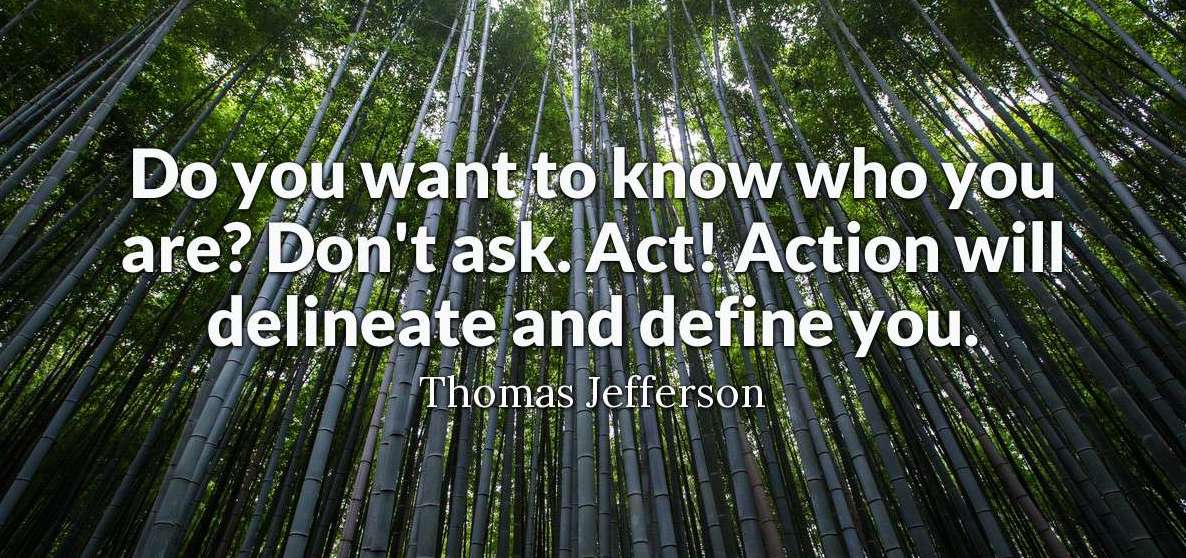 Do you want to know who you
are? Don't ask. Act! Action will
delineate and define you.
Thomas Jefferson